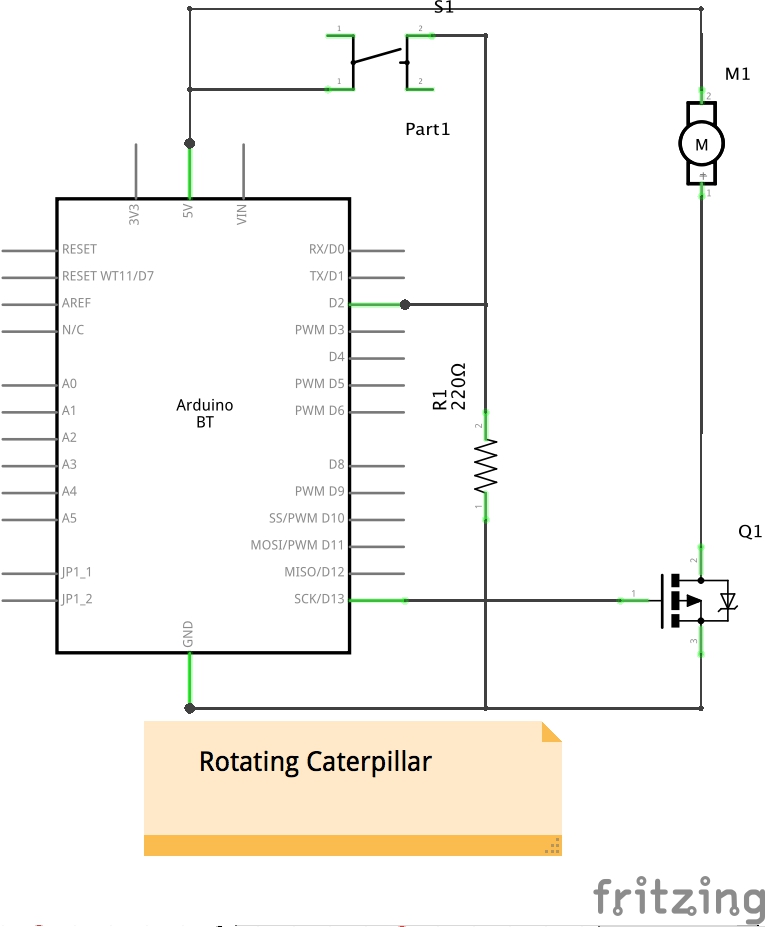 S1
1
2
1
2
Part1
M1
2
M
1
3V3
5V
VIN
RESET
RX/D0
RESET WT11/D7
TX/D1
AREF
D2
N/C
PWM D3
D4
A0
PWM D5
A1
PWM D6
Arduino
BT
A2
A3
D8
A4
PWM D9
A5
SS/PWM D10
MOSI/PWM D11
JP1_1
MISO/D12
JP1_2
SCK/D13
GND
R1
220Ω
2
1
Q1
2
1
3
Rotating Caterpillar
fritzing